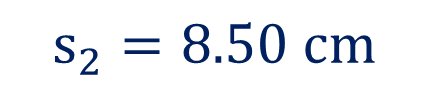 s₂ = 8.50 cm